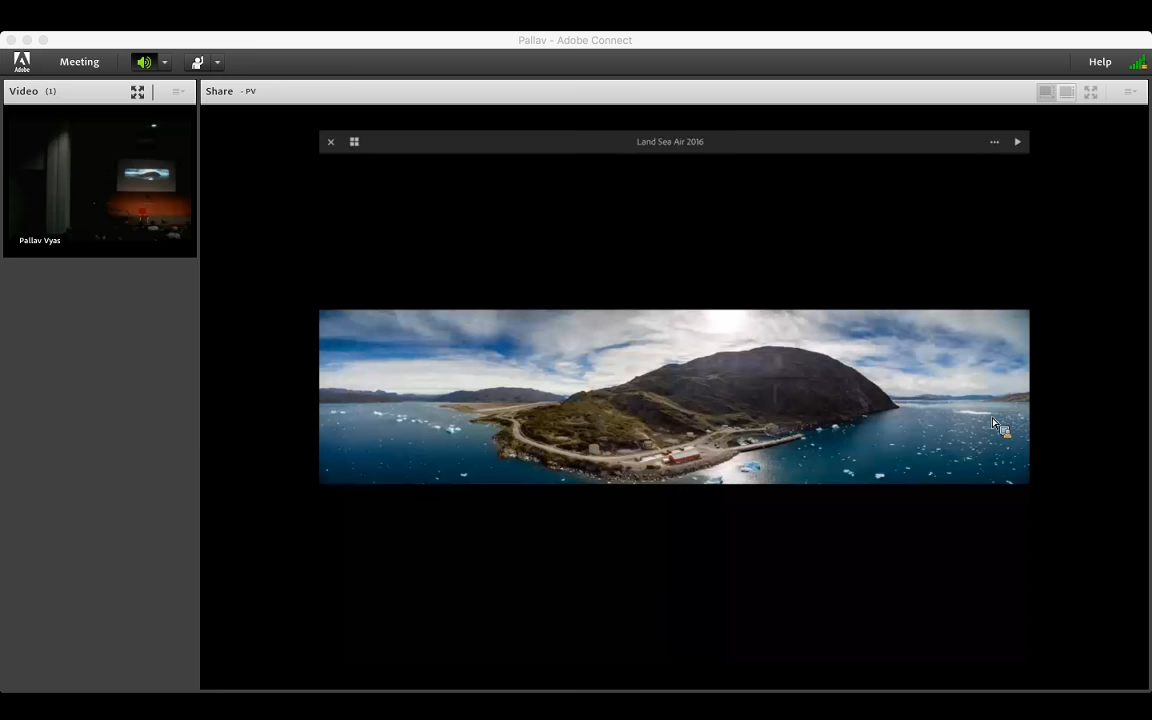 Pallav - Adobe Connect
Adobe
Meeting
Help
Video (1)
Share - PV
Land Sea Air 2016
Pallav Vyas